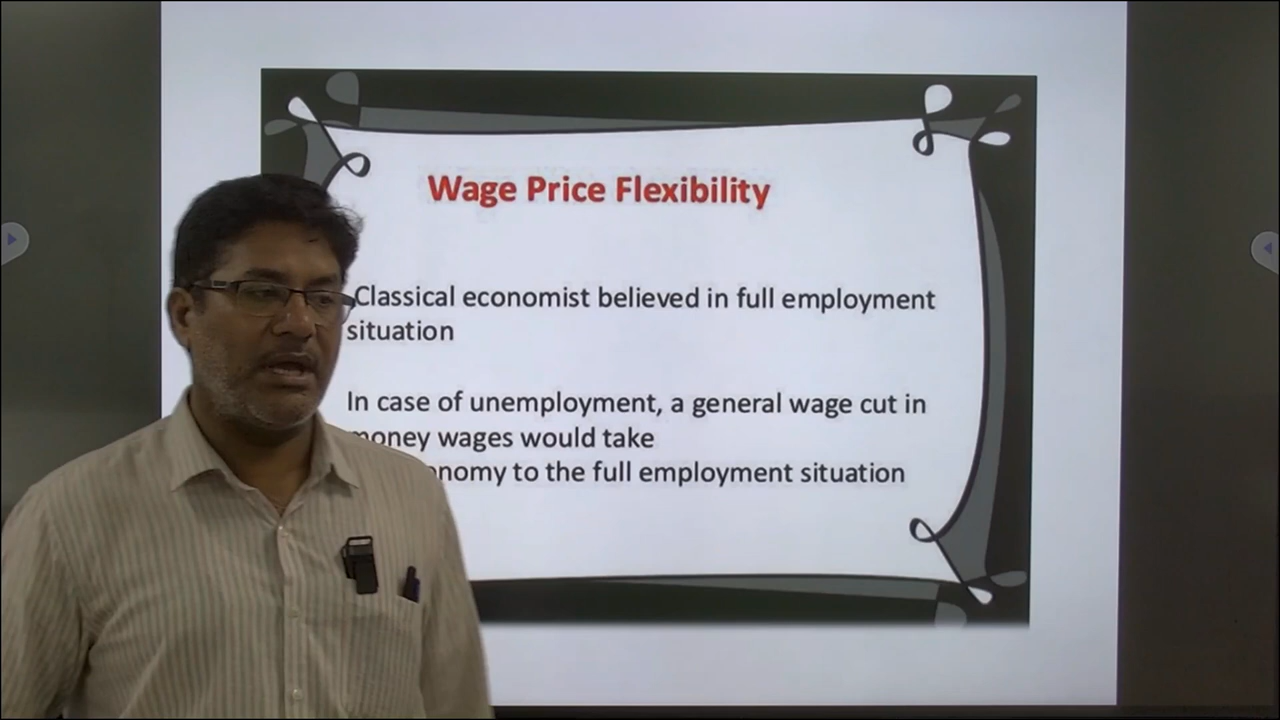 Wage Price Flexibility
Classical economist believed in full employment
situation
In case of unemployment, a general wage cut in
money wages would take
to the full employment situation